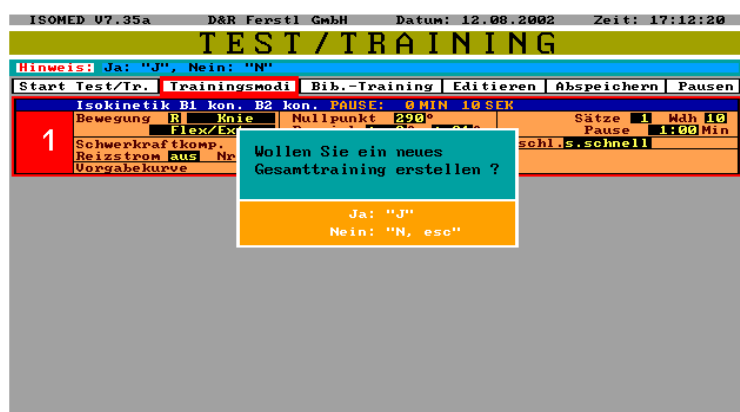 ISOMED V7.35a D&R Ferstl GmbH Datum: 12.08.2002 Zeit: 17:12:20
TEST/TRAINING
Hinweis: Ja: "J", Nein: "N"
Start Test/Tr. Trainingsmodi Bib.-Training Editieren Abspeichern Pausen
Isokinetik B1 kon. B2 kon. PAUSE: 0 MIN 10 SEK
Bewegung R Knie Nullpunkt 290° Sätze 1 Wdh 10
Flex/Ext Pause 1:00 Min
1
Schwerkraftkomp. schl. s.schnell
Reizstrom aus Nr
Vorgabekurve
Wollen Sie ein neues
Gesamttraining erstellen ?
Ja: "J"
Nein: "N, esc"